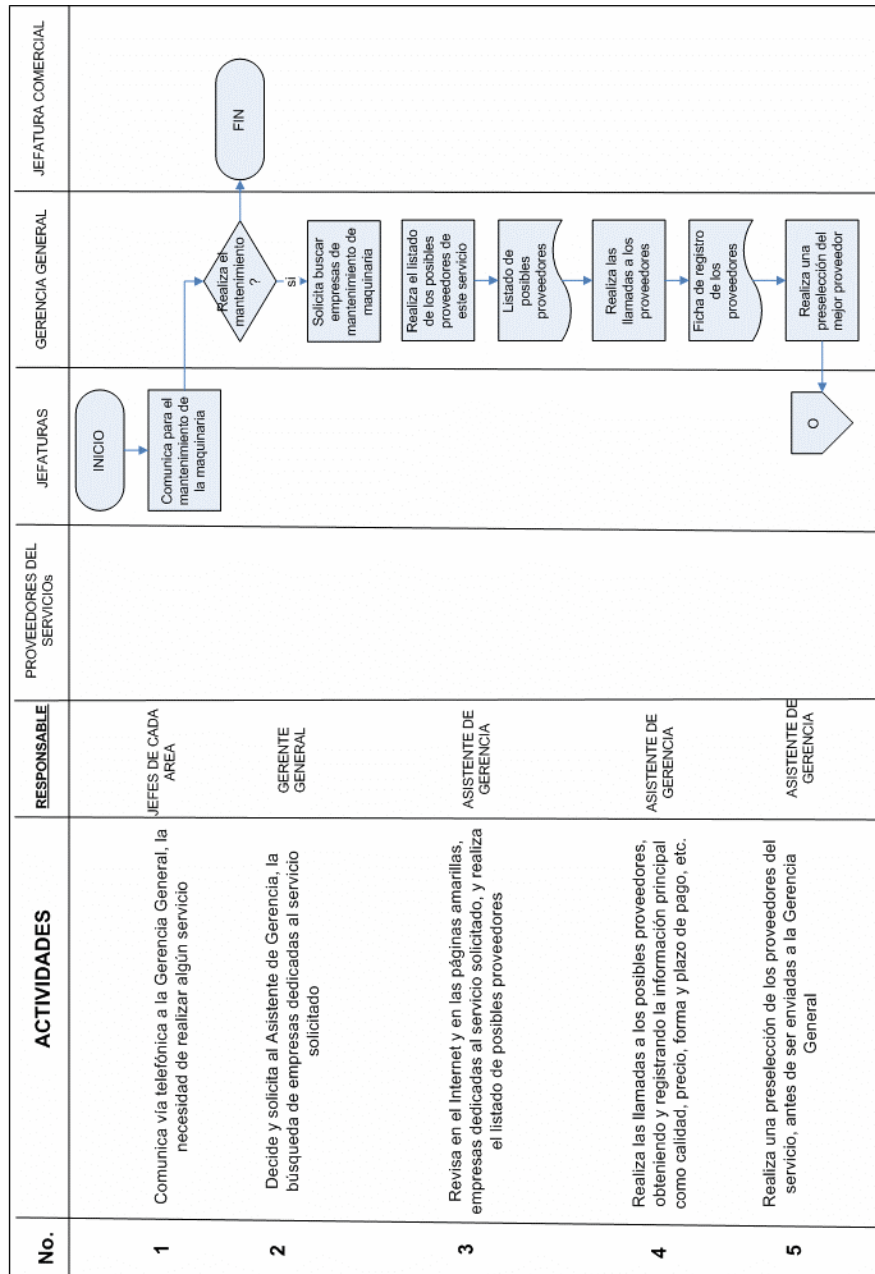 No.
ACTIVIDADES
RESPONSABLE
PROVEEDORES DEL
SERVICIOs
JEFATURAS
GERENCIA GENERAL
JEFATURA COMERCIAL
INICIO
1
Comunica vía telefónica a la Gerencia General, la
necesidad de realizar algún servicio
JEFES DE CADA
AREA
Comunica para el
mantenimiento de
la maquinaria
2
Decide y solicita al Asistente de Gerencia, la
búsqueda de empresas dedicadas al servicio
solicitado
GERENTE
GENERAL
Realiza el
mantenimiento
?
FIN
si
Solicita buscar
empresas de
mantenimiento de
maquinaria
3
Revisa en el Internet y en las páginas amarillas,
empresas dedicadas al servicio solicitado, y realiza
el listado de posibles proveedores
ASISTENTE DE
GERENCIA
Realiza el listado
de los posibles
proveedores de
este servicio
Listado de
posibles
proveedores
4
Realiza las llamadas a los posibles proveedores,
obteniendo y registrando la información principal
como calidad, precio, forma y plazo de pago, etc.
ASISTENTE DE
GERENCIA
Realiza las
llamadas a los
proveedores
Ficha de registro
de los
proveedores
5
Realiza una preselección de los proveedores del
servicio, antes de ser enviadas a la Gerencia
General
ASISTENTE DE
GERENCIA
Realiza una
preselección del
mejor proveedor
O